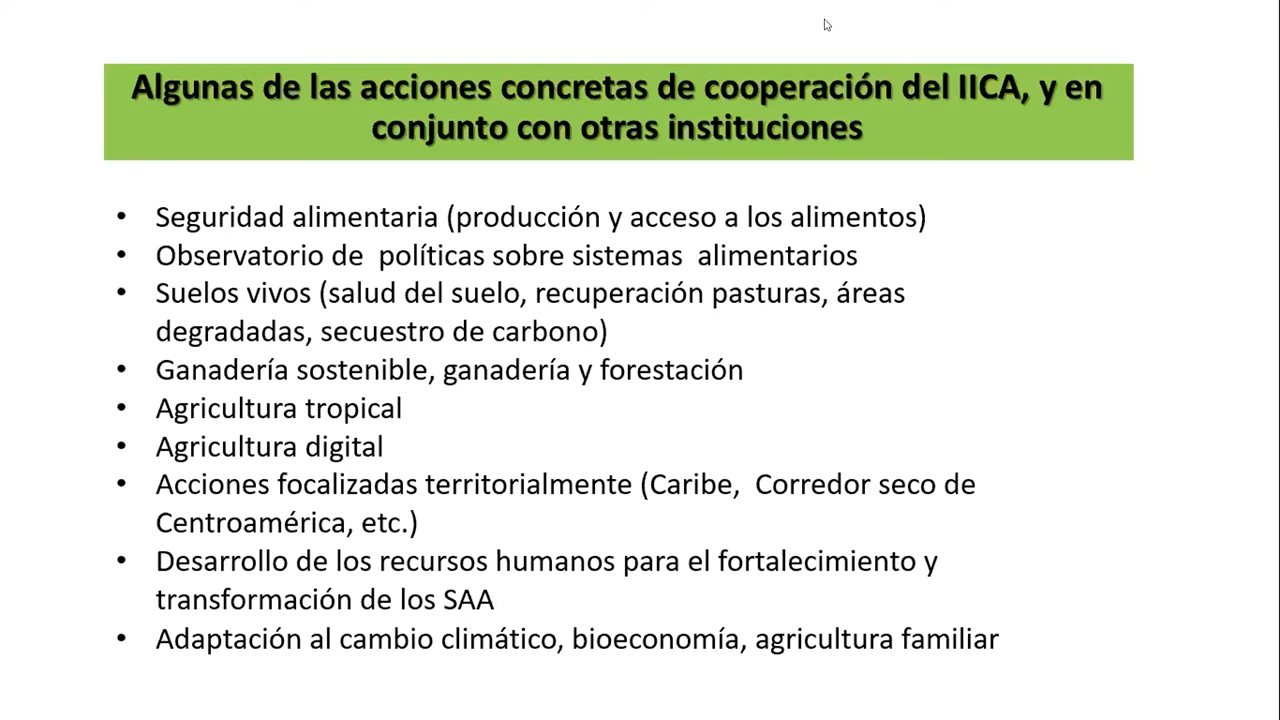 Algunas de las acciones concretas de cooperación del IICA, y en
conjunto con otras instituciones
• Seguridad alimentaria (producción y acceso a los alimentos)
• Observatorio de  políticas sobre sistemas  alimentarios
• Suelos vivos (salud del suelo, recuperación pasturas, áreas
degradadas, secuestro de carbono)
• Ganadería sostenible, ganadería y forestación
• Agricultura tropical
• Agricultura digital
• Acciones focalizadas territorialmente (Caribe,  Corredor seco de
Centroamérica, etc.)
• Desarrollo de los recursos humanos para el fortalecimiento y
transformación de los SAA
• Adaptación al cambio climático, bioeconomía, agricultura familiar